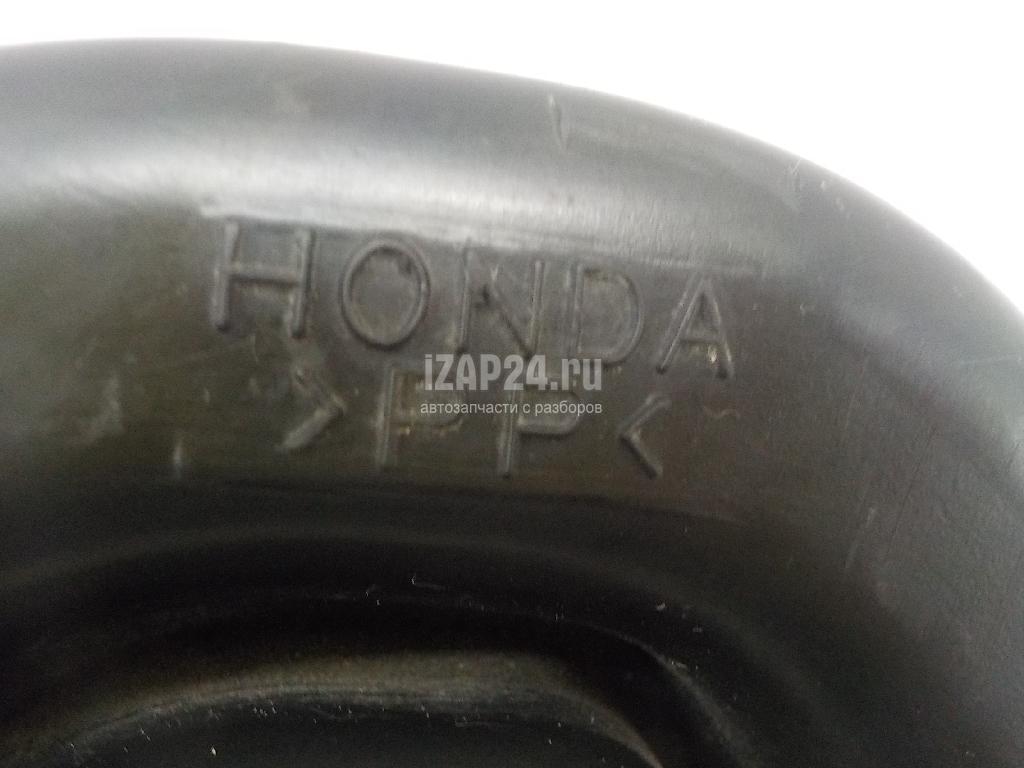 HONDA
>PP<
iZAP24.ru
автозапчасти с разборов